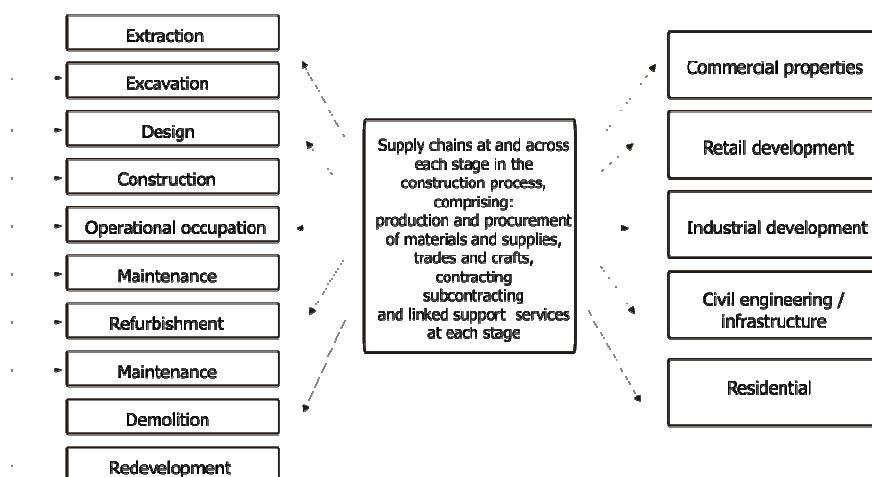 Extraction
Excavation
Design
Construction
Operational occupation
Maintenance
Refurbishment
Maintenance
Demolition
Redevelopment
Supply chains at and across
each stage in the
construction process,
comprising:
production and procurement
of materials and supplies,
trades and crafts,
contracting
subcontracting
and linked support services
at each stage
Commercial properties
Retail development
Industrial development
Civil engineering /
infrastructure
Residential